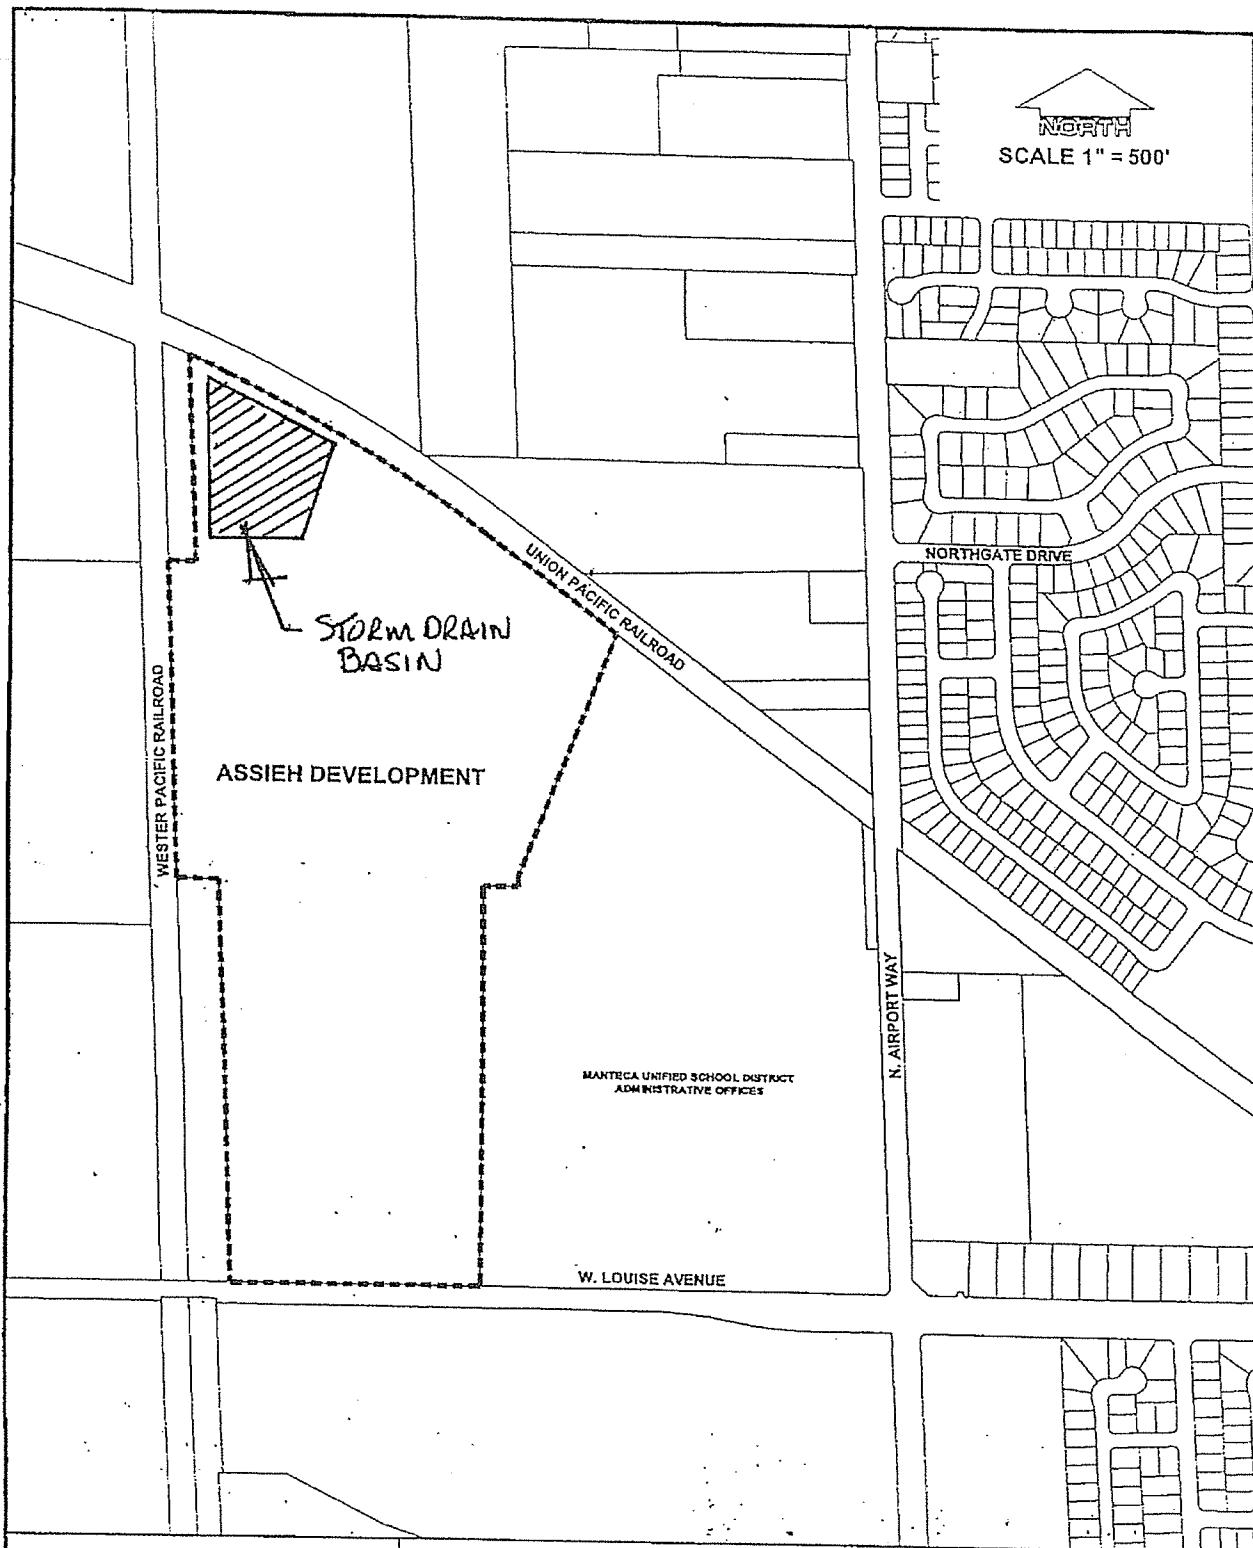 NORTH
SCALE 1" = 500'
NORTHGATE DRIVE
UNION PACIFIC RAILROAD
STORM DRAIN
BASIN
WESTER PACIFIC RAILROAD
ASSIEH DEVELOPMENT
N. AIRPORT WAY
MANTECA UNIFIED SCHOOL DISTRICT
ADMINISTRATIVE OFFICES
W. LOUISE AVENUE